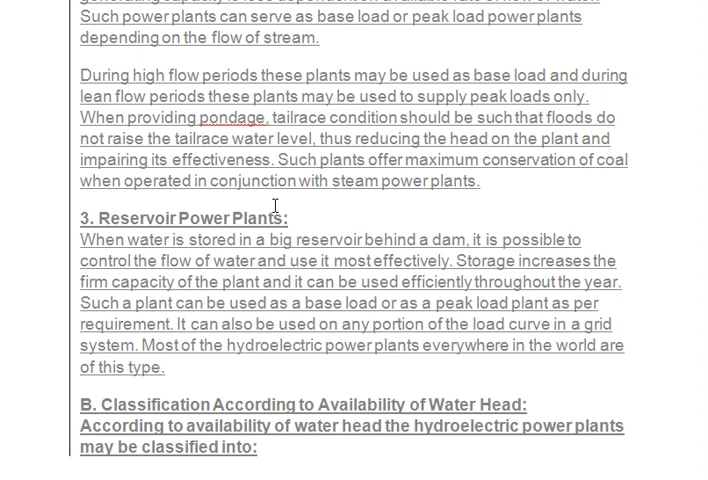 Such power plants can serve as base load or peak load power plants
depending on the flow of stream.
During high flow periods these plants may be used as base load and during
lean flow periods these plants may be used to supply peak loads only.
When providing pondage, tailrace condition should be such that floods do
not raise the tailrace water level, thus reducing the head on the plant and
impairing its effectiveness. Such plants offer maximum conservation of coal
when operated in conjunction with steam power plants.
3. Reservoir Power Plants:
When water is stored in a big reservoir behind a dam, it is possible to
control the flow of water and use it most effectively. Storage increases the
firm capacity of the plant and it can be used efficiently throughout the year.
Such a plant can be used as a base load or as a peak load plant as per
requirement. It can also be used on any portion of the load curve in a grid
system. Most of the hydroelectric power plants everywhere in the world are
of this type.
B. Classification According to Availability of Water Head:
According to availability of water head the hydroelectric power plants
may be classified into: